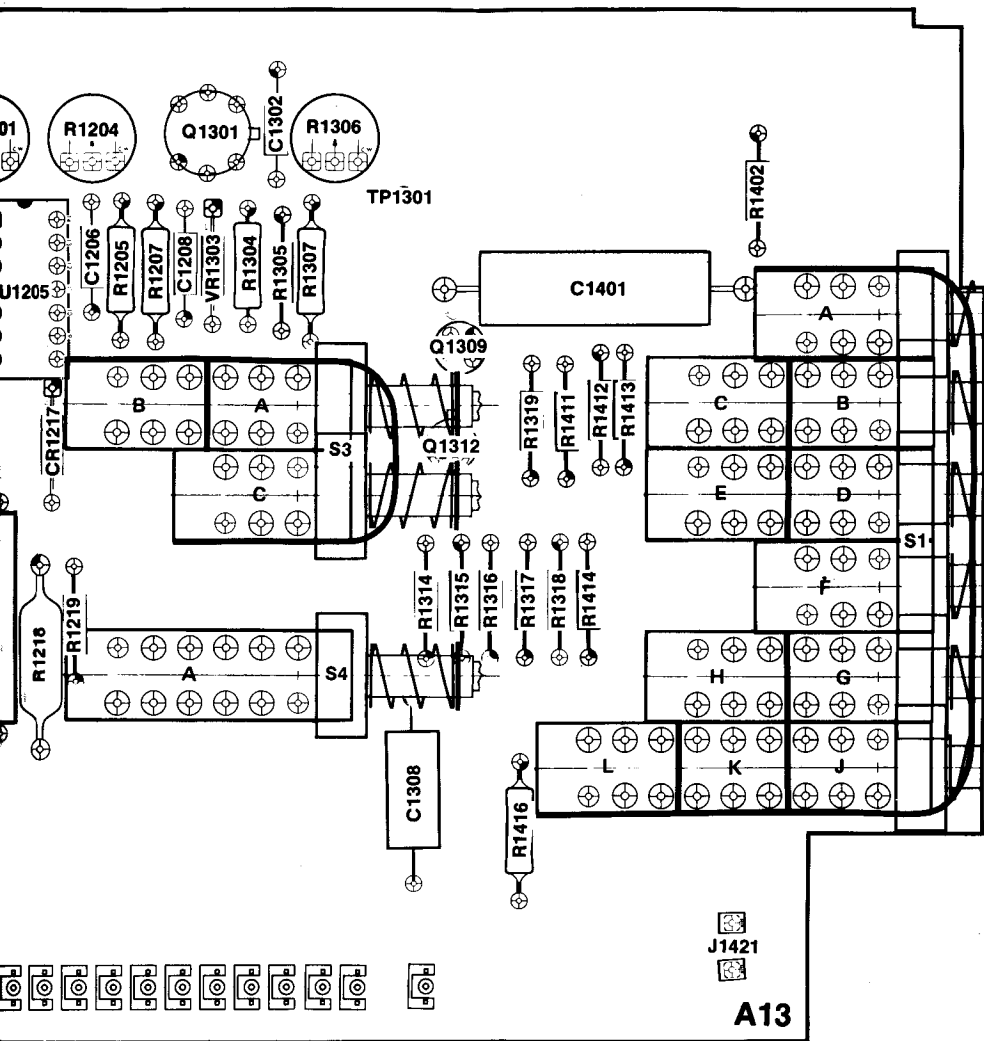 01
R1204
Q1301
C1302
R1306
TP1301
R1402
U1205
C1206
R1205
R1207
C1208
VR1303
R1304
R1305
R1307
C1401
Q1309
CR1217
B
A
S3
C
Q1312
R1319
R1411
R1412
R1413
A
C
B
E
D
S1
F
H
G
L
K
J
R1218
R1219
A
S4
R1314
R1315
R1316
R1317
R1318
R1414
C1308
R1416
J1421
A13